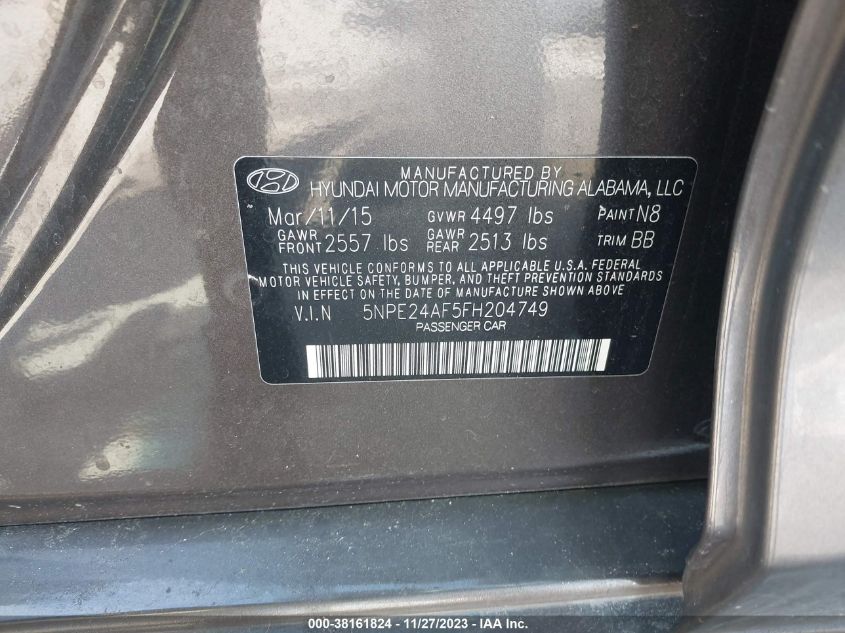 MANUFACTURED BY
HYUNDAI MOTOR MANUFACTURING ALABAMA, LLC
Mar/11/15 GVWR 4497 lbs PAINT N8
GAWR FRONT 2557 lbs GAWR REAR 2513 lbs TRIM BB
THIS VEHICLE CONFORMS TO ALL APPLICABLE U.S.A. FEDERAL
MOTOR VEHICLE SAFETY, BUMPER, AND THEFT PREVENTION STANDARDS
IN EFFECT ON THE DATE OF MANUFACTURE SHOWN ABOVE
V.I.N 5NPE24AF5FH204749
PASSENGER CAR
000-38161824 - 11/27/2023 - IAA Inc.